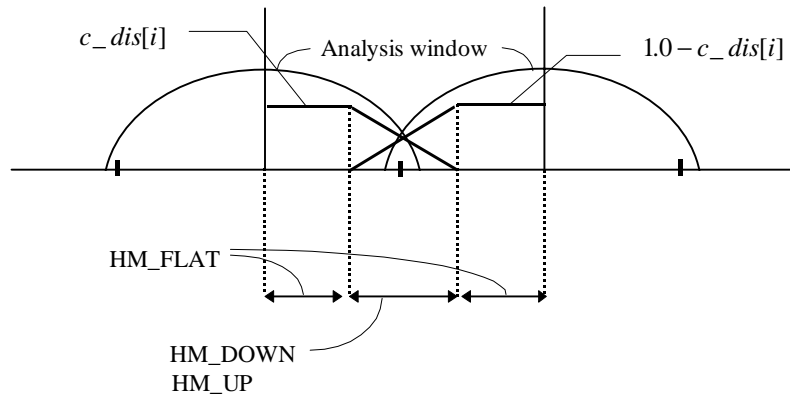 c_dis[i]
Analysis window
1.0 – c_dis[i]
HM_FLAT
HM_DOWN
HM_UP